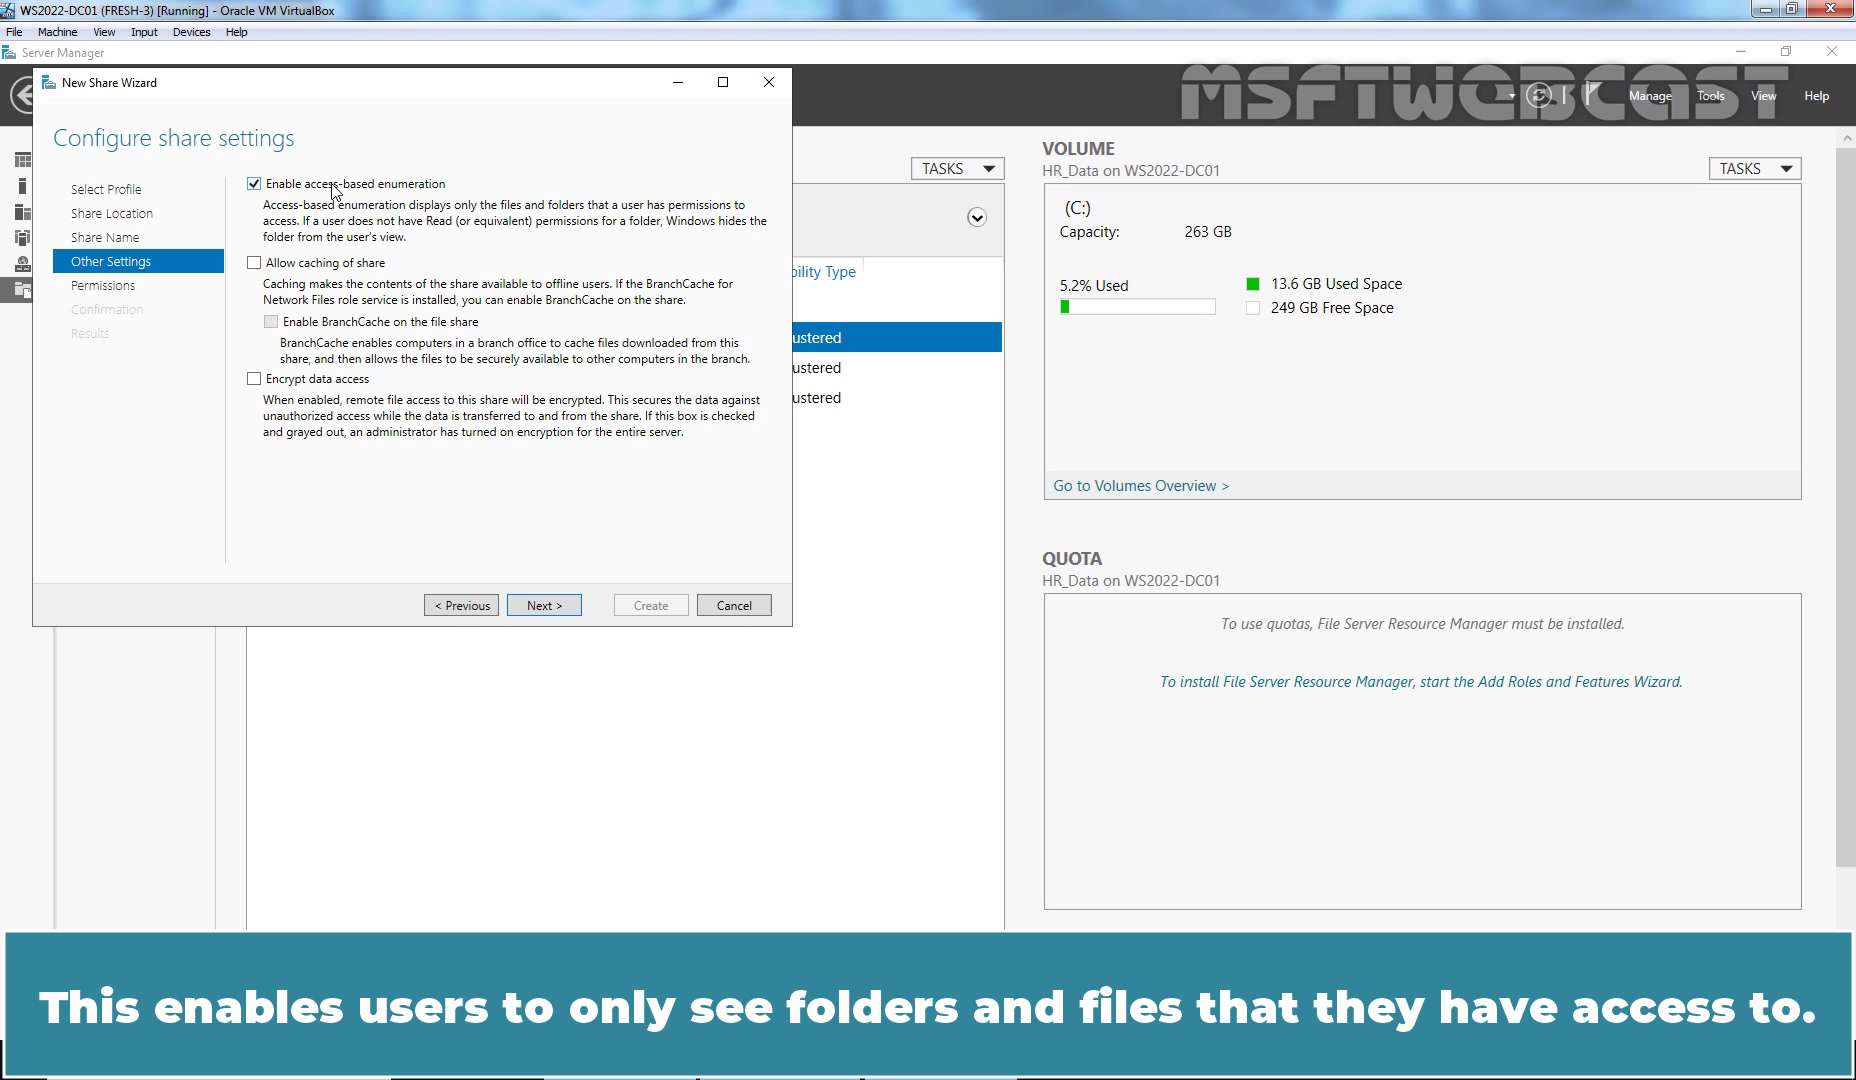 WS2022-DC01 (FRESH-3) [Running] - Oracle VM VirtualBox
File Machine View Input Devices Help
Server Manager
New Share Wizard
MSFTWEBCAST
Manage Tools View Help
Configure share settings
Select Profile
Share Location
Share Name
Other Settings
Permissions
Confirmation
Results
Enable access-based enumeration
Access-based enumeration displays only the files and folders that a user has permissions to
access. If a user does not have Read (or equivalent) permissions for a folder, Windows hides the
folder from the user's view.
Allow caching of share
Caching makes the contents of the share available to offline users. If the BranchCache for
Network Files role service is installed, you can enable BranchCache on the share.
Enable BranchCache on the file share
BranchCache enables computers in a branch office to cache files downloaded from this
share, and then allows the files to be securely available to other computers in the branch.
Encrypt data access
When enabled, remote file access to this share will be encrypted. This secures the data against
unauthorized access while the data is transferred to and from the share. If this box is checked
and grayed out, an administrator has turned on encryption for the entire server.
< Previous Next > Create Cancel
TASKS
bility Type
ustered
ustered
ustered
VOLUME
HR_Data on WS2022-DC01
TASKS
(C:)
Capacity: 263 GB
5.2% Used
13.6 GB Used Space
249 GB Free Space
Go to Volumes Overview >
QUOTA
HR_Data on WS2022-DC01
To use quotas, File Server Resource Manager must be installed.
To install File Server Resource Manager, start the Add Roles and Features Wizard.
This enables users to only see folders and files that they have access to.